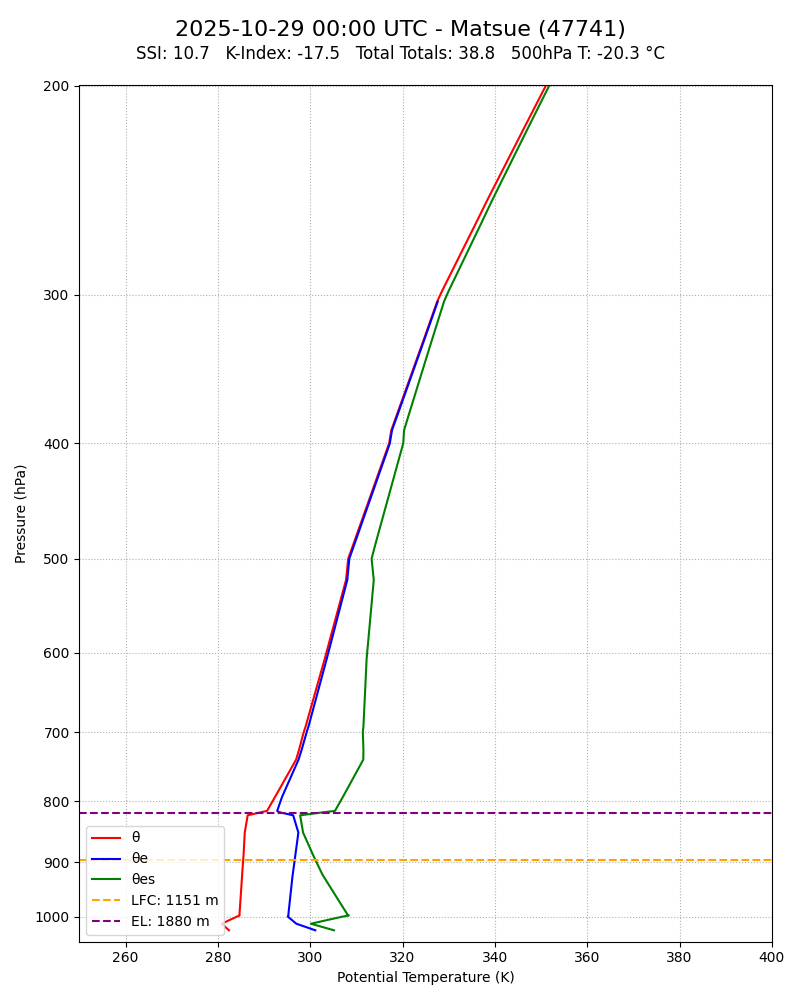 2025-10-29 00:00 UTC - Matsue (47741)
SSI: 10.7 K-Index: -17.5 Total Totals: 38.8 500hPa T: -20.3 °C
200
300
400
500
600
700
800
900
1000
Pressure (hPa)
θ
θe
θes
LFC: 1151 m
EL: 1880 m
260 280 300 320 340 360 380 400
Potential Temperature (K)